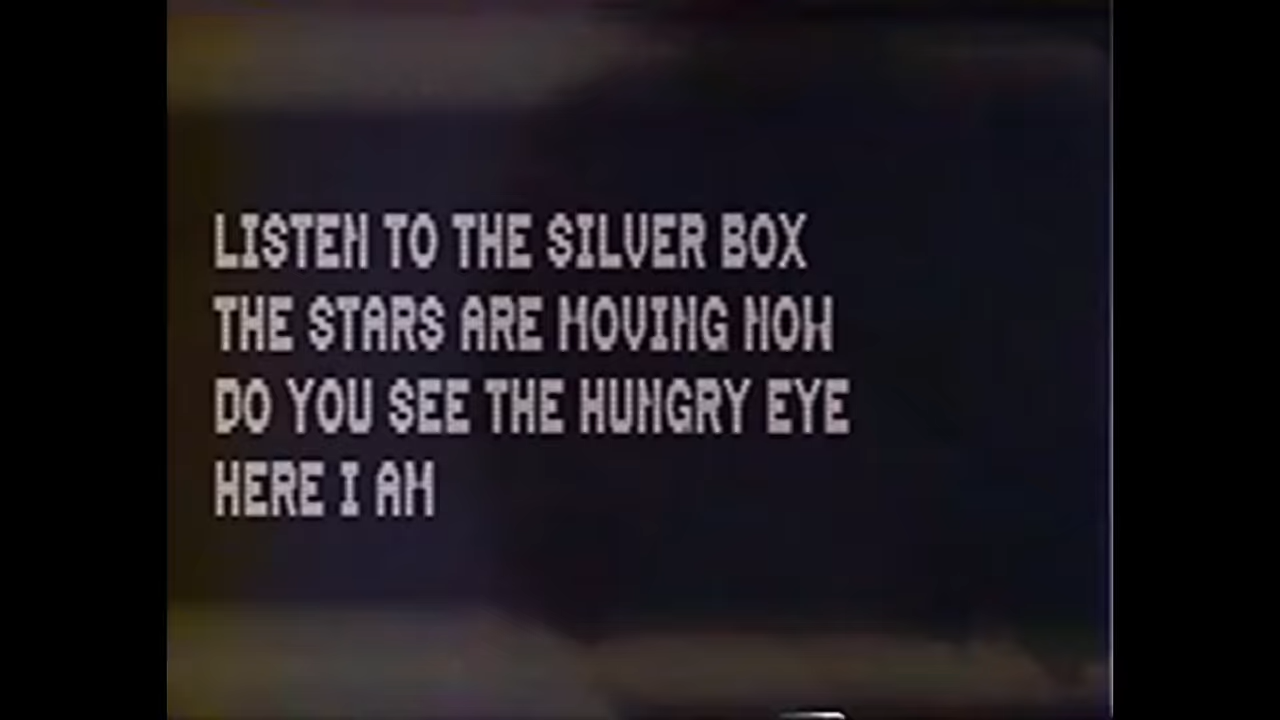 LISTEN TO THE SILVER BOX
THE STARS ARE MOVING NOW
DO YOU SEE THE HUNGRY EYE
HERE I AM